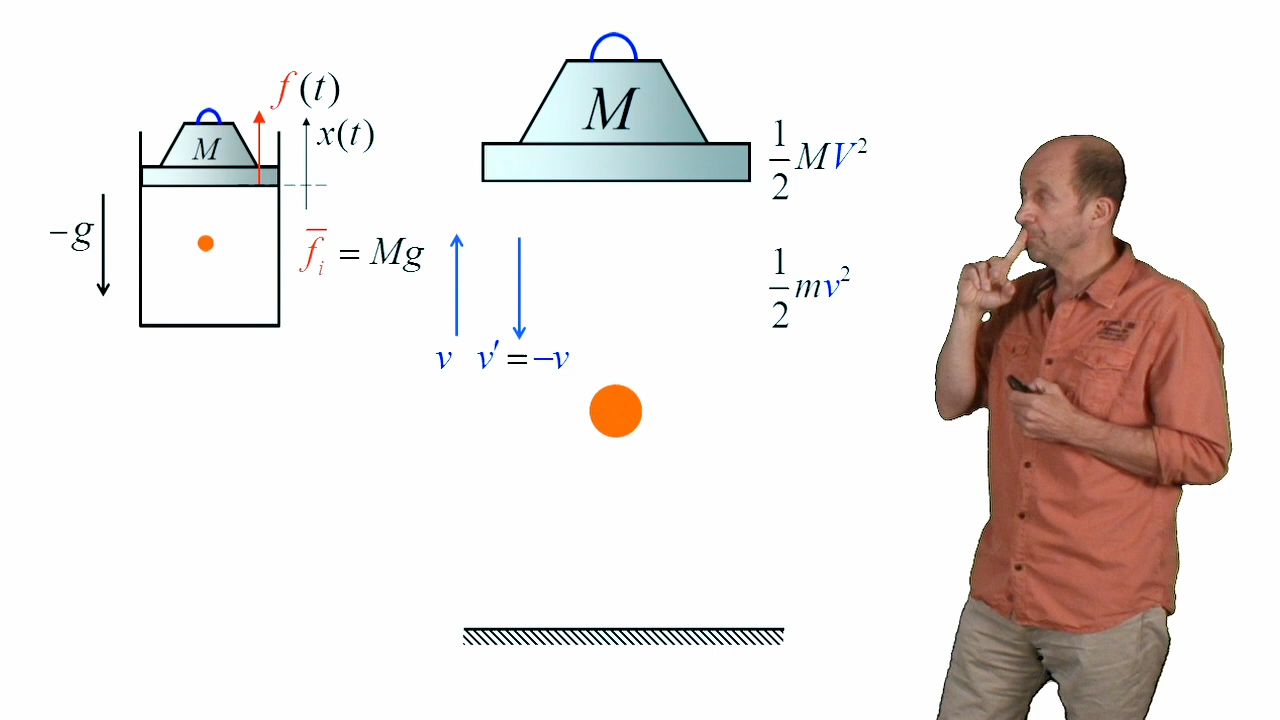 f(t)
x(t)
M
−g
f̅ᵢ = Mg
M
½MV²
½mv²
v v′ = −v